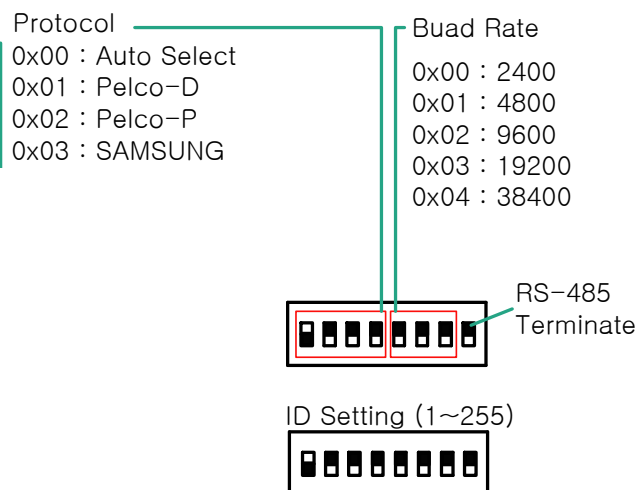 Protocol
0x00 : Auto Select
0x01 : Pelco-D
0x02 : Pelco-P
0x03 : SAMSUNG
Buad Rate
0x00 : 2400
0x01 : 4800
0x02 : 9600
0x03 : 19200
0x04 : 38400
RS-485
Terminate
ID Setting (1~255)